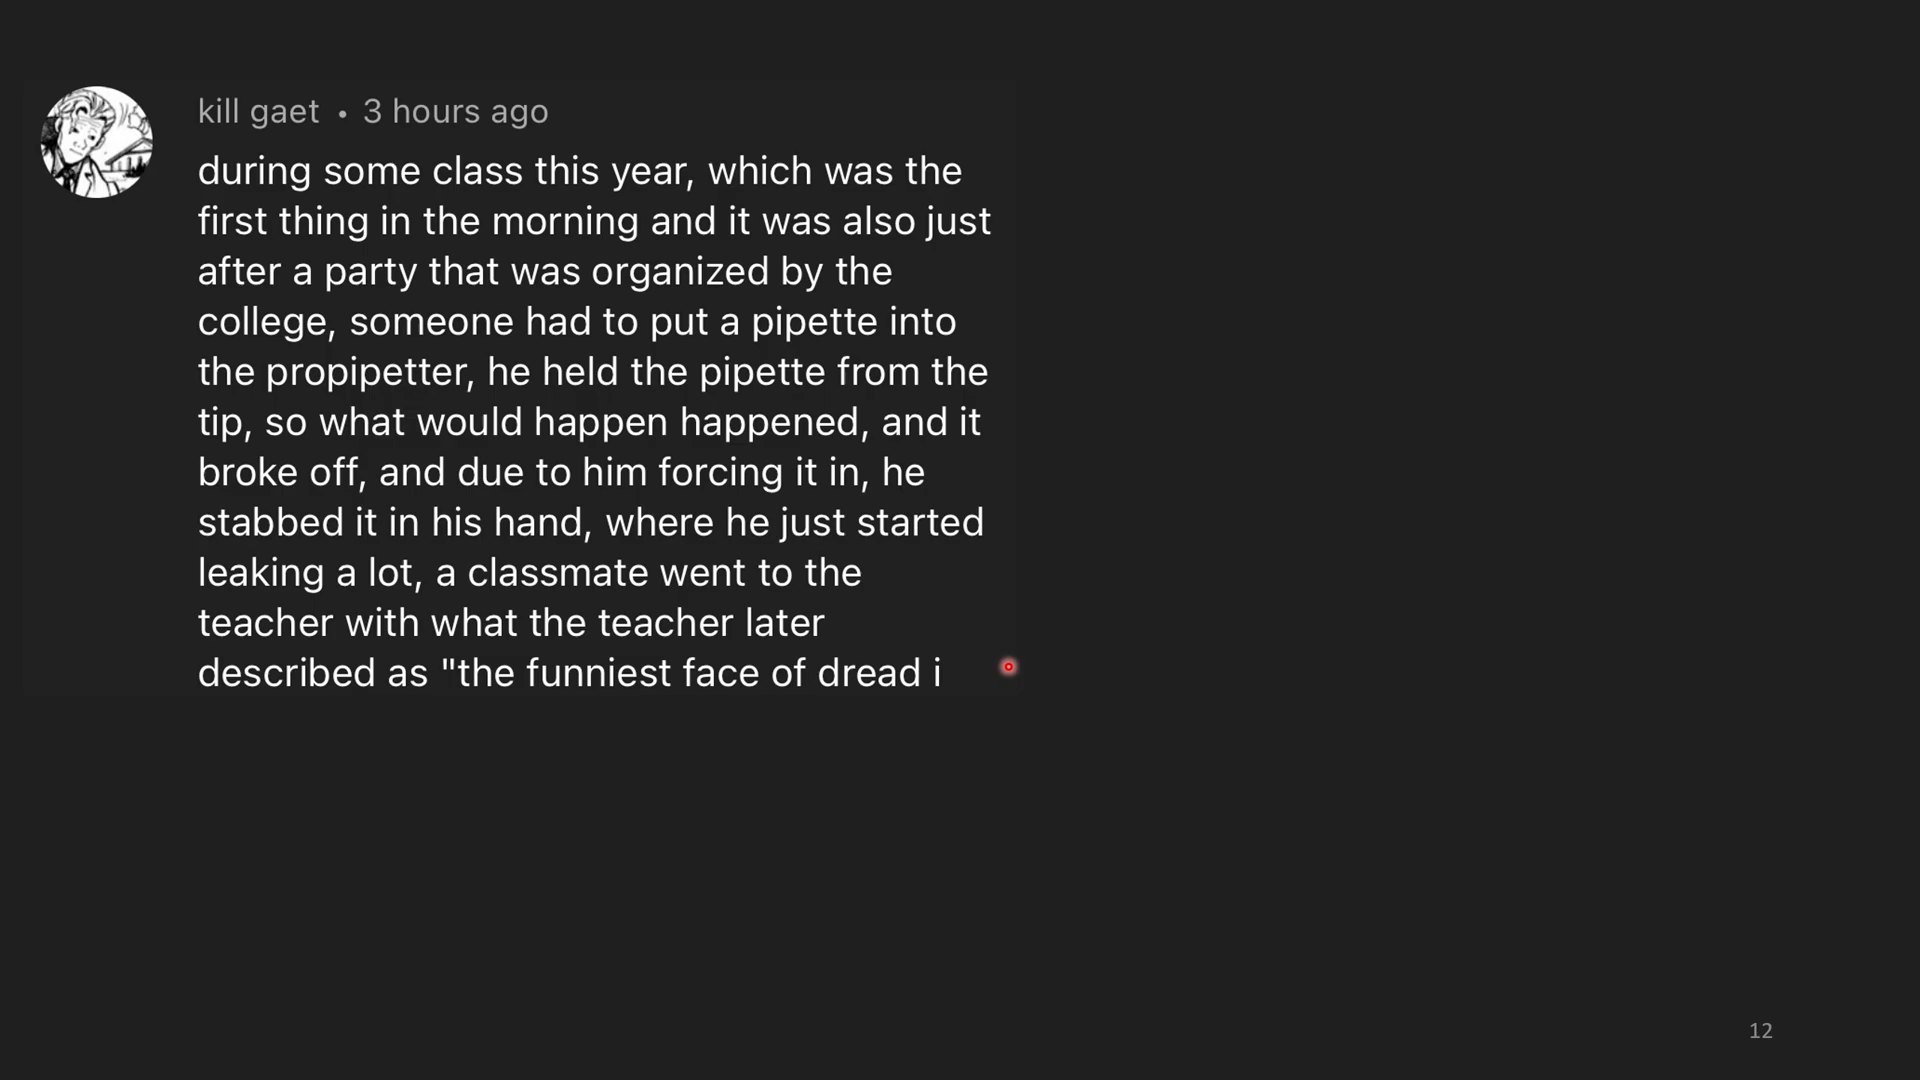 kill gaet • 3 hours ago
during some class this year, which was the
first thing in the morning and it was also just
after a party that was organized by the
college, someone had to put a pipette into
the propipetter, he held the pipette from the
tip, so what would happen happened, and it
broke off, and due to him forcing it in, he
stabbed it in his hand, where he just started
leaking a lot, a classmate went to the
teacher with what the teacher later
described as "the funniest face of dread i
12